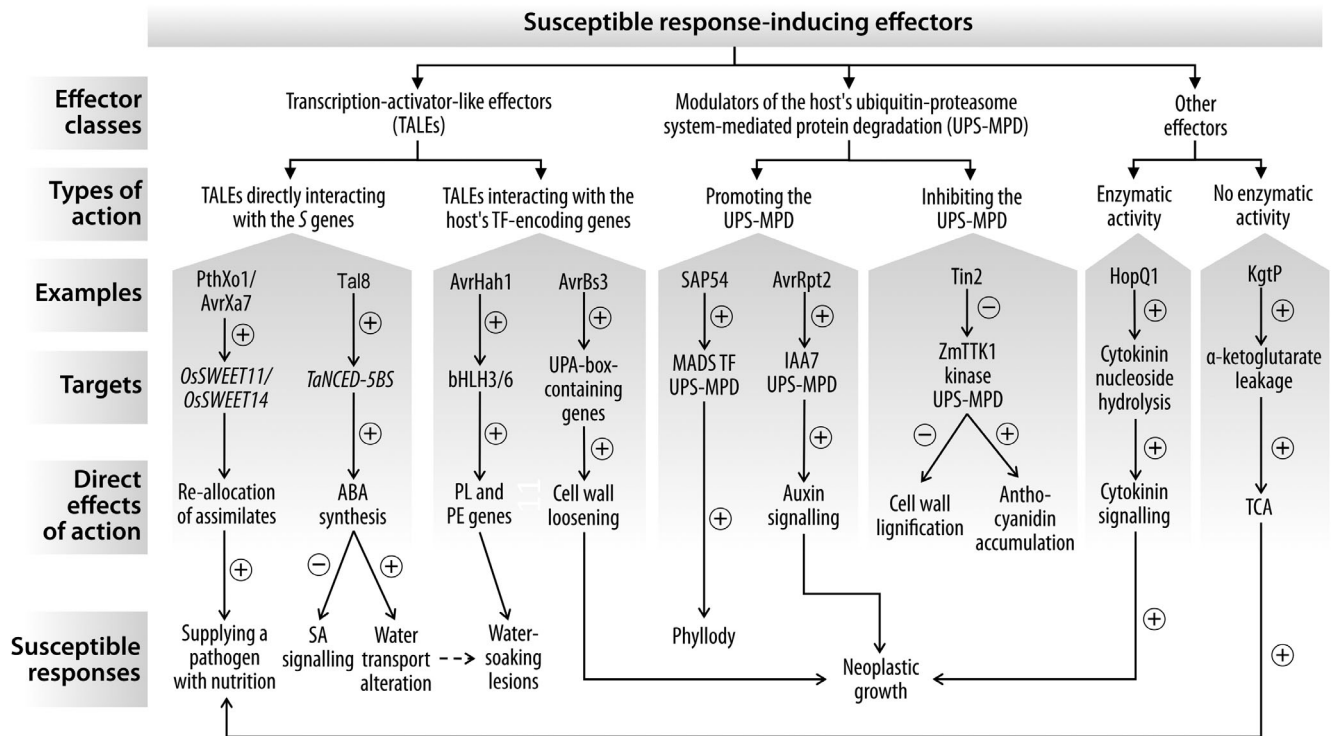 Susceptible response-inducing effectors
Effector
classes
Transcription-activator-like effectors
(TALEs)
Modulators of the host's ubiquitin-proteasome
system-mediated protein degradation (UPS-MPD)
Other
effectors
Types of
action
TALEs directly interacting
with the S genes
TALEs interacting with the
host's TF-encoding genes
Promoting the
UPS-MPD
Inhibiting the
UPS-MPD
Enzymatic
activity
No enzymatic
activity
Examples
PthXo1/
AvrXa7
Tal8
AvrHah1
AvrBs3
SAP54
AvrRpt2
Tin2
HopQ1
KgtP
+
+
+
+
+
+
−
+
+
Targets
OsSWEET11/
OsSWEET14
TaNCED-5BS
bHLH3/6
UPA-box-
containing
genes
MADS TF
UPS-MPD
IAA7
UPS-MPD
ZmTTK1
kinase
UPS-MPD
Cytokinin
nucleoside
hydrolysis
α-ketoglutarate
leakage
+
+
+
+
−
+
+
+
Direct
effects
of action
Re-allocation
of assimilates
ABA
synthesis
PL and
PE genes
11
Cell wall
loosening
+
Auxin
signalling
Cell wall
lignification
Antho-
cyanidin
accumulation
Cytokinin
signalling
TCA
+
−
+
+
+
Susceptible
responses
Supplying a
pathogen
with nutrition
SA
signalling
Water
transport
alteration
Water-
soaking
lesions
Phyllody
Neoplastic
growth